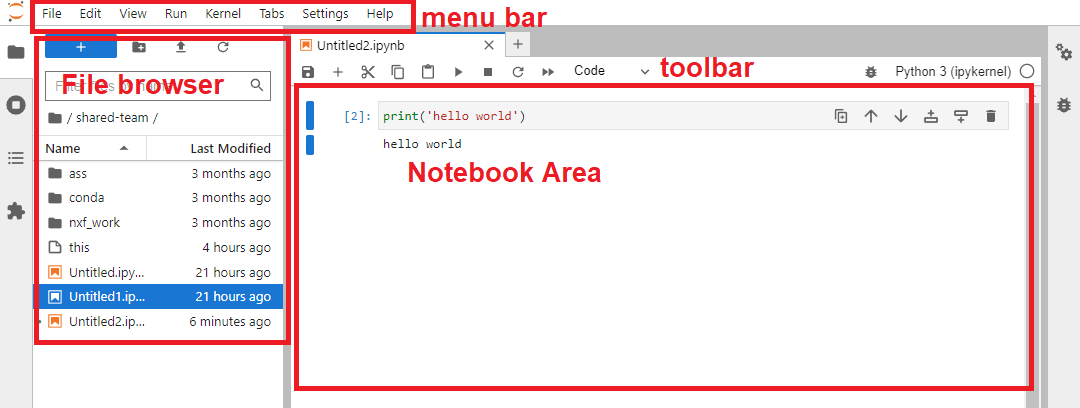 File Edit View Run Kernel Tabs Settings Help
menu bar
Untitled2.ipynb
Code
toolbar
Python 3 (ipykernel)
File browser
/ shared-team /
Name Last Modified
ass 3 months ago
conda 3 months ago
nxf_work 3 months ago
this 4 hours ago
Untitled.ipy... 21 hours ago
Untitled1.ip... 21 hours ago
Untitled2.ip... 6 minutes ago
[2]: print('hello world')
hello world
Notebook Area